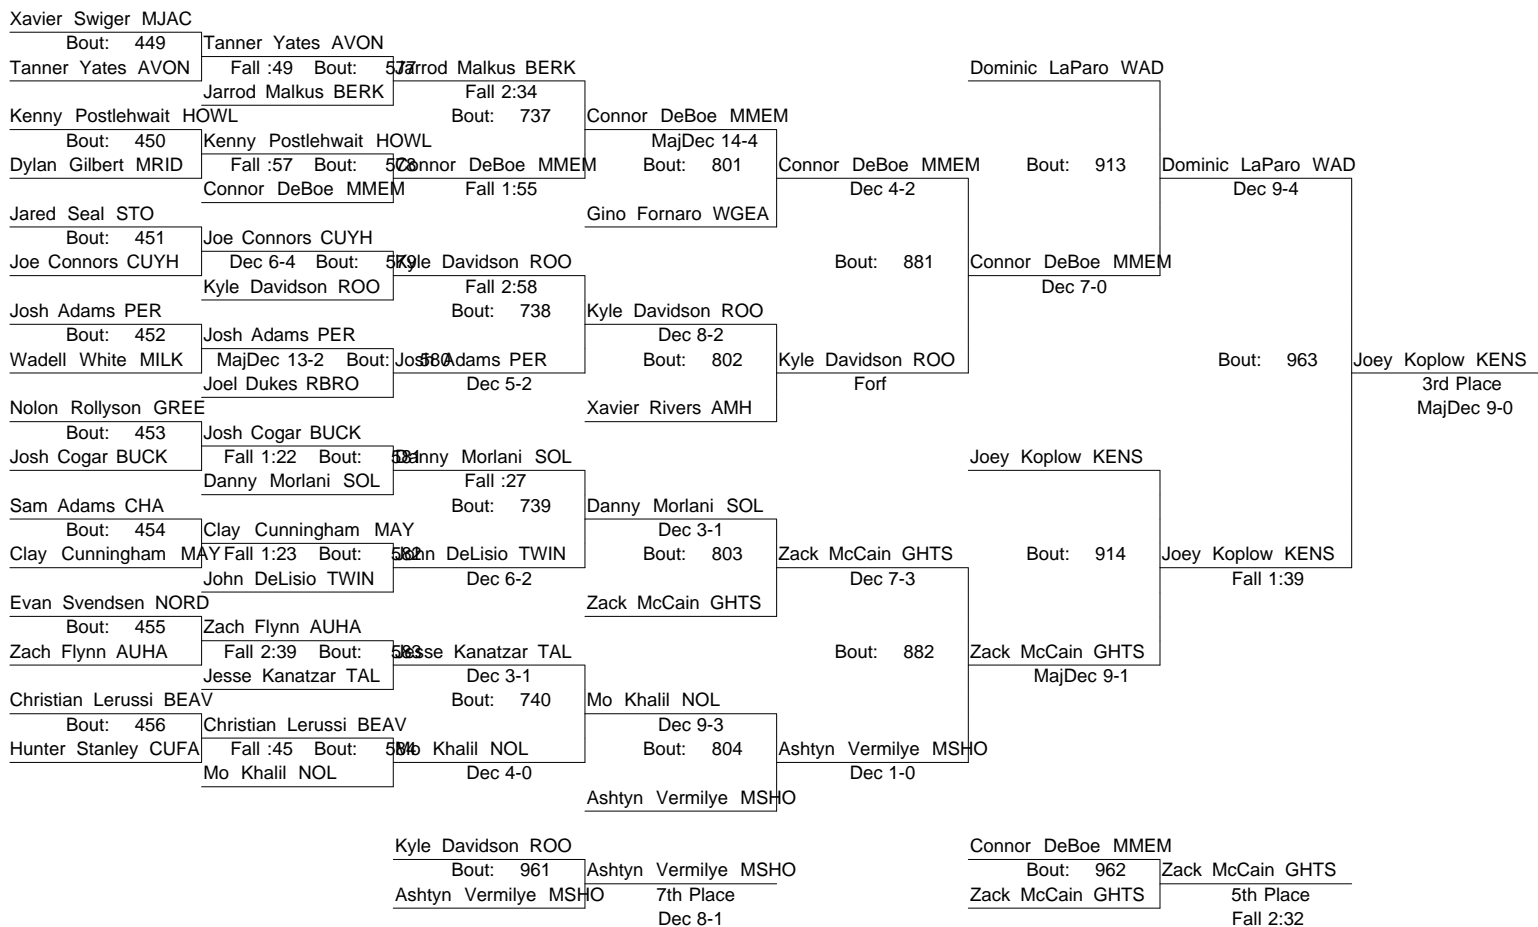 Xavier Swiger MJAC
Bout: 449 Tanner Yates AVON
Tanner Yates AVON Fall :49 Bout: 577 Jarrod Malkus BERK Dominic LaParo WAD
Jarrod Malkus BERK Fall 2:34
Kenny Postlehwait HOWL Bout: 737 Connor DeBoe MMEM
Bout: 450 Kenny Postlehwait HOWL MajDec 14-4
Dylan Gilbert MRID Fall :57 Bout: 578 Connor DeBoe MMEM Bout: 801 Connor DeBoe MMEM Bout: 913 Dominic LaParo WAD
Connor DeBoe MMEM Fall 1:55 Dec 4-2 Dec 9-4
Jared Seal STO Gino Fornaro WGEA
Bout: 451 Joe Connors CUYH
Joe Connors CUYH Dec 6-4 Bout: 579 Kyle Davidson ROO Bout: 881 Connor DeBoe MMEM
Kyle Davidson ROO Fall 2:58 Dec 7-0
Josh Adams PER Bout: 738 Kyle Davidson ROO
Bout: 452 Josh Adams PER Dec 8-2
Wadell White MILK MajDec 13-2 Bout: 580 Josh Adams PER Bout: 802 Kyle Davidson ROO Bout: 963 Joey Koplow KENS
Joel Dukes RBRO Dec 5-2 Forf 3rd Place
Nolon Rollyson GREE Xavier Rivers AMH MajDec 9-0
Bout: 453 Josh Cogar BUCK
Josh Cogar BUCK Fall 1:22 Bout: 581 Danny Morlani SOL Joey Koplow KENS
Danny Morlani SOL Fall :27
Sam Adams CHA Bout: 739 Danny Morlani SOL
Bout: 454 Clay Cunningham MAY Dec 3-1
Clay Cunningham MAY Fall 1:23 Bout: 582 John DeLisio TWIN Bout: 803 Zack McCain GHTS Bout: 914 Joey Koplow KENS
John DeLisio TWIN Dec 6-2 Dec 7-3 Fall 1:39
Evan Svendsen NORD Zack McCain GHTS
Bout: 455 Zach Flynn AUHA
Zach Flynn AUHA Fall 2:39 Bout: 583 Jesse Kanatzar TAL Bout: 882 Zack McCain GHTS
Jesse Kanatzar TAL Dec 3-1 MajDec 9-1
Christian Lerussi BEAV Bout: 740 Mo Khalil NOL
Bout: 456 Christian Lerussi BEAV Dec 9-3
Hunter Stanley CUFA Fall :45 Bout: 584 Mo Khalil NOL Bout: 804 Ashtyn Vermilye MSHO
Mo Khalil NOL Dec 4-0 Dec 1-0
Ashtyn Vermilye MSHO
Kyle Davidson ROO Connor DeBoe MMEM
Bout: 961 Ashtyn Vermilye MSHO Bout: 962 Zack McCain GHTS
Ashtyn Vermilye MSHO 7th Place Zack McCain GHTS 5th Place
Dec 8-1 Fall 2:32